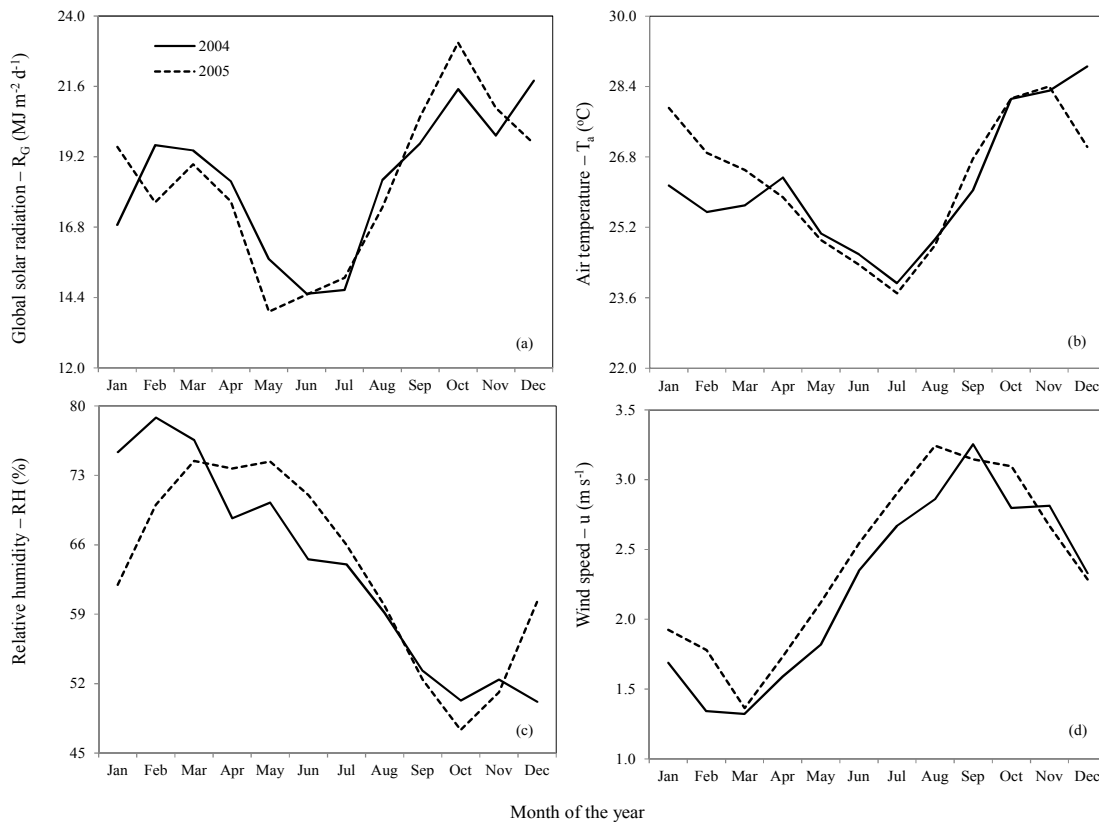 Global solar radiation – R_G (MJ m⁻² d⁻¹)
24.0
21.6
19.2
16.8
14.4
12.0
2004
2005
(a)
Jan Feb Mar Apr May Jun Jul Aug Sep Oct Nov Dec
Air temperature – T_a (°C)
30.0
28.4
26.8
25.2
23.6
22.0
(b)
Jan Feb Mar Apr May Jun Jul Aug Sep Oct Nov Dec
Relative humidity – RH (%)
80
73
66
59
52
45
(c)
Jan Feb Mar Apr May Jun Jul Aug Sep Oct Nov Dec
Wind speed – u (m s⁻¹)
3.5
3.0
2.5
2.0
1.5
1.0
(d)
Jan Feb Mar Apr May Jun Jul Aug Sep Oct Nov Dec
Month of the year